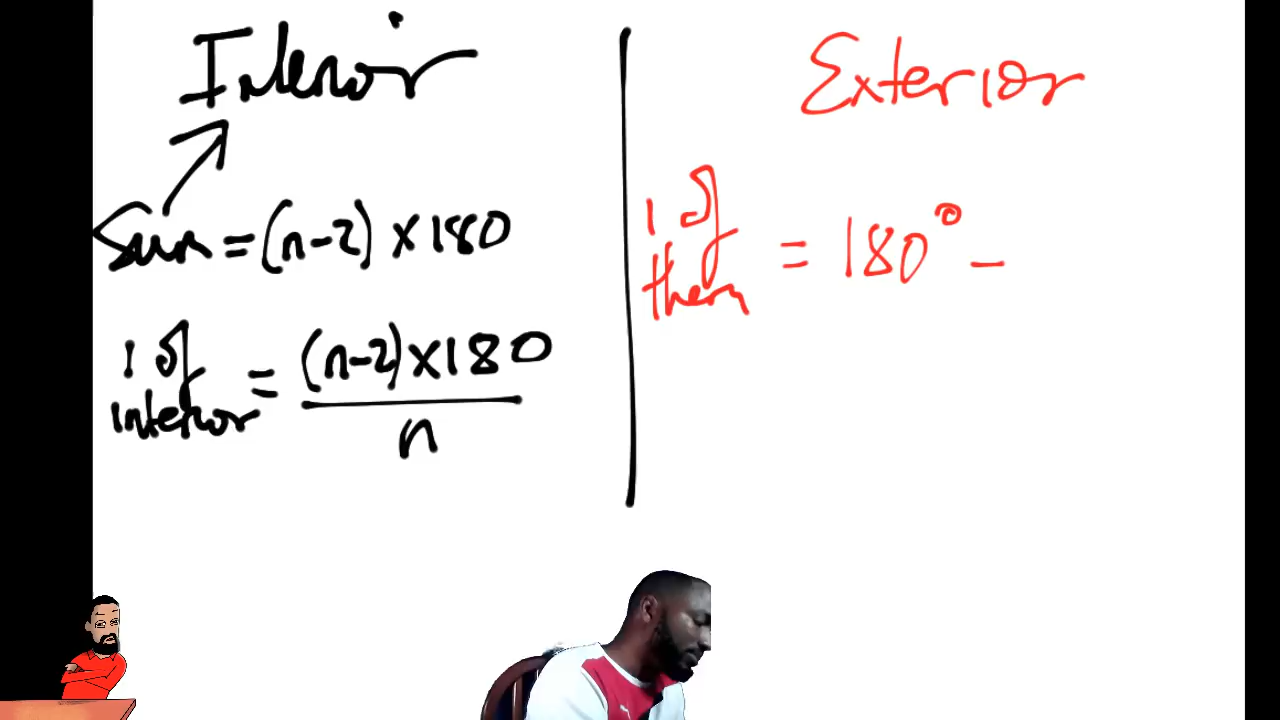 Interior
Sum = (n-2) × 180
1 of interior = (n-2) × 180
n
Exterior
1 of them = 180° -